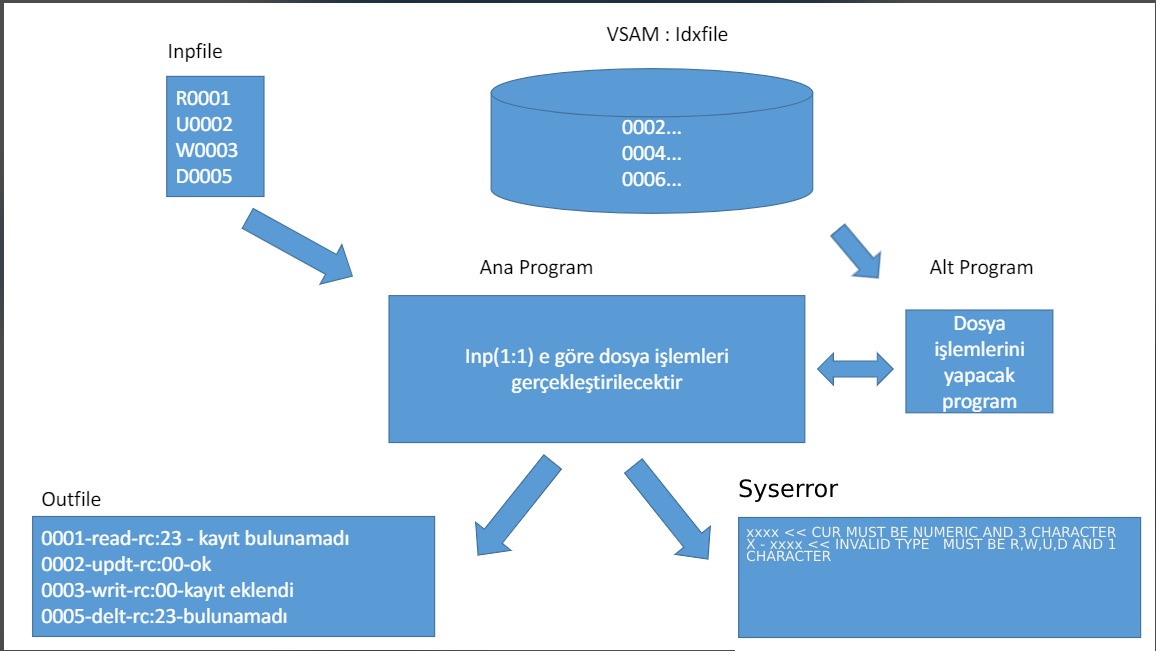 Inpfile
VSAM : Idxfile
R0001
U0002
W0003
D0005
0002...
0004...
0006...
Ana Program
Alt Program
Inp(1:1) e göre dosya işlemleri
gerçekleştirilecektir
Dosya
işlemlerini
yapacak
program
Outfile
0001-read-rc:23 - kayıt bulunamadı
0002-updt-rc:00-ok
0003-writ-rc:00-kayıt eklendi
0005-delt-rc:23-bulunamadı
Syserror
xxxx << CUR MUST BE NUMERIC AND 3 CHARACTER
X - xxxx << INVALID TYPE   MUST BE R,W,U,D AND 1
CHARACTER